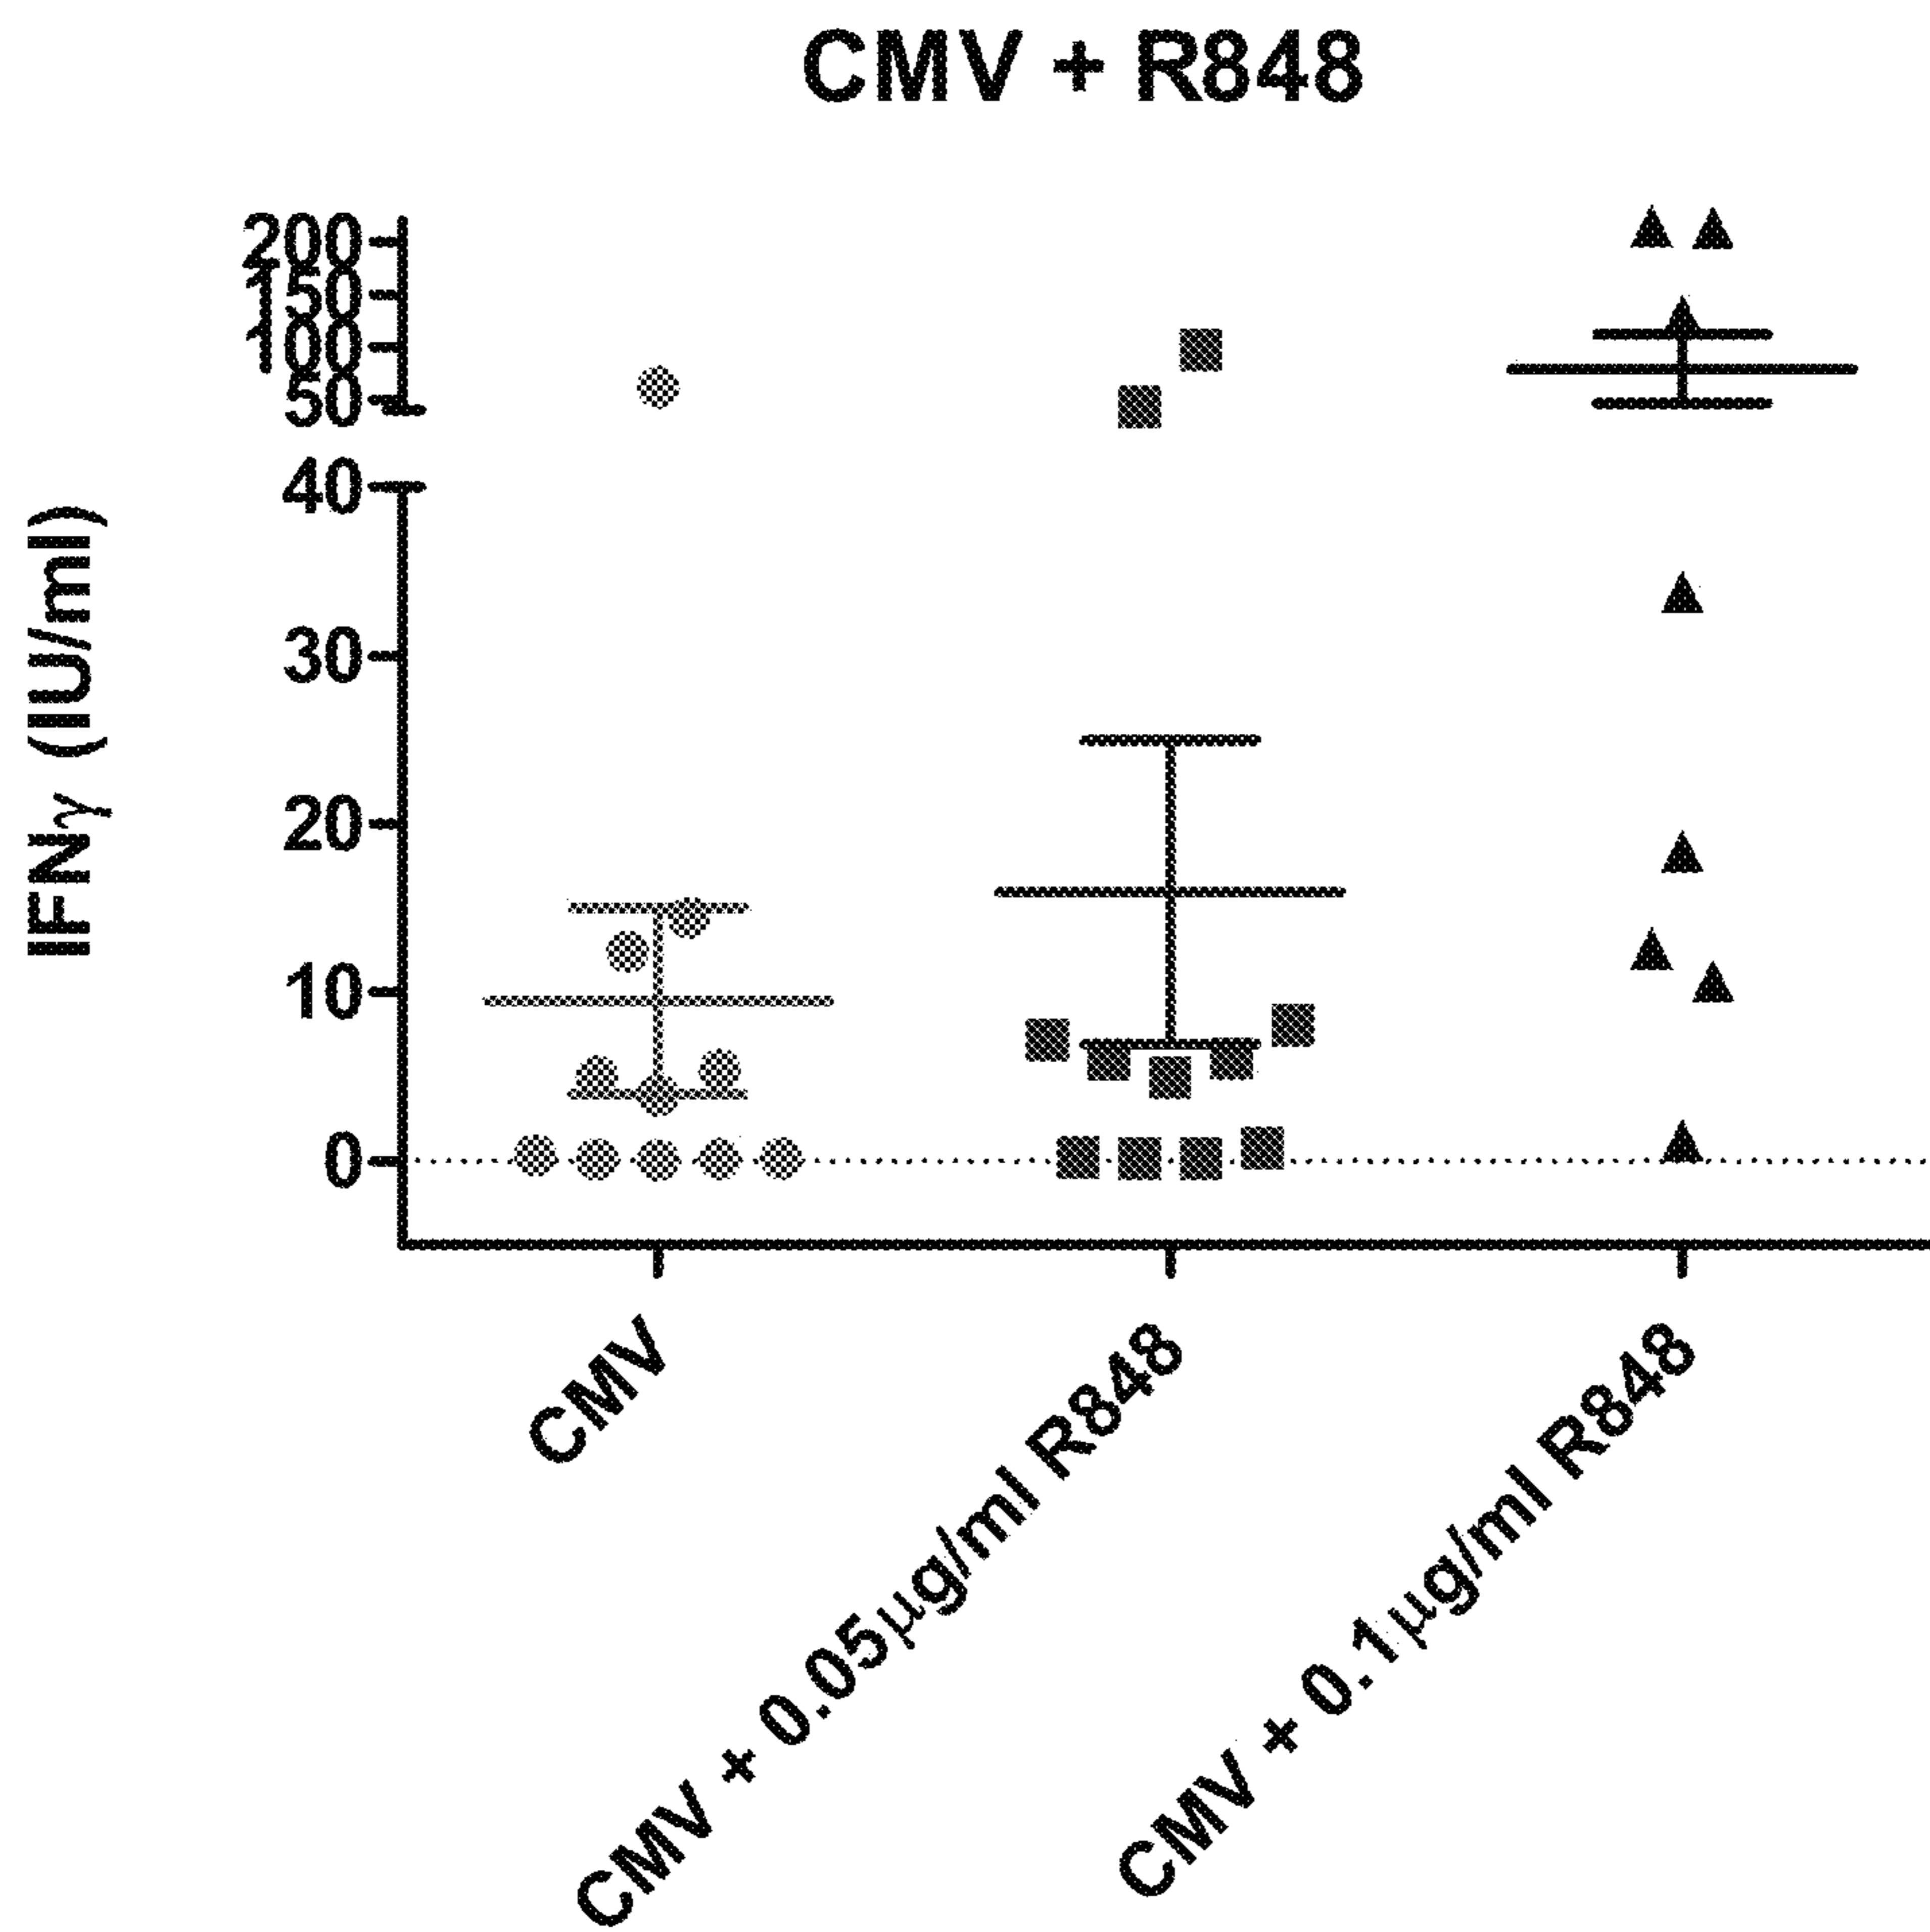 CMV + R848
IFNγ (IU/ml)
200
150
100
50
40
30
20
10
0
CMV
CMV + 0.05μg/ml R848
CMV + 0.1μg/ml R848